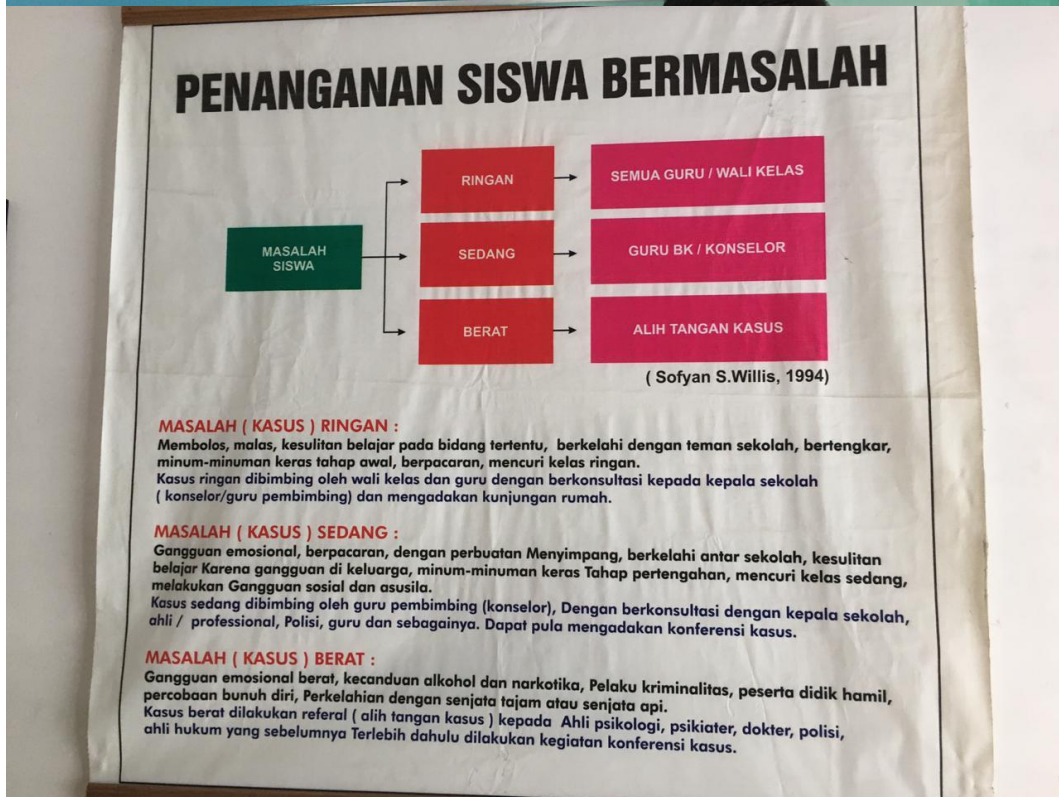 PENANGANAN SISWA BERMASALAH
MASALAH
SISWA
RINGAN
SEMUA GURU / WALI KELAS
SEDANG
GURU BK / KONSELOR
BERAT
ALIH TANGAN KASUS
( Sofyan S.Willis, 1994)
MASALAH ( KASUS ) RINGAN :
Membolos, malas, kesulitan belajar pada bidang tertentu, berkelahi dengan teman sekolah, bertengkar,
minum-minuman keras tahap awal, berpacaran, mencuri kelas ringan.
Kasus ringan dibimbing oleh wali kelas dan guru dengan berkonsultasi kepada kepala sekolah
( konselor/guru pembimbing) dan mengadakan kunjungan rumah.
MASALAH ( KASUS ) SEDANG :
Gangguan emosional, berpacaran, dengan perbuatan Menyimpang, berkelahi antar sekolah, kesulitan
belajar Karena gangguan di keluarga, minum-minuman keras Tahap pertengahan, mencuri kelas sedang,
melakukan Gangguan sosial dan asusila.
Kasus sedang dibimbing oleh guru pembimbing (konselor), Dengan berkonsultasi dengan kepala sekolah,
ahli / professional, Polisi, guru dan sebagainya. Dapat pula mengadakan konferensi kasus.
MASALAH ( KASUS ) BERAT :
Gangguan emosional berat, kecanduan alkohol dan narkotika, Pelaku kriminalitas, peserta didik hamil,
percobaan bunuh diri, Perkelahian dengan senjata tajam atau senjata api.
Kasus berat dilakukan referal ( alih tangan kasus ) kepada Ahli psikologi, psikiater, dokter, polisi,
ahli hukum yang sebelumnya Terlebih dahulu dilakukan kegiatan konferensi kasus.